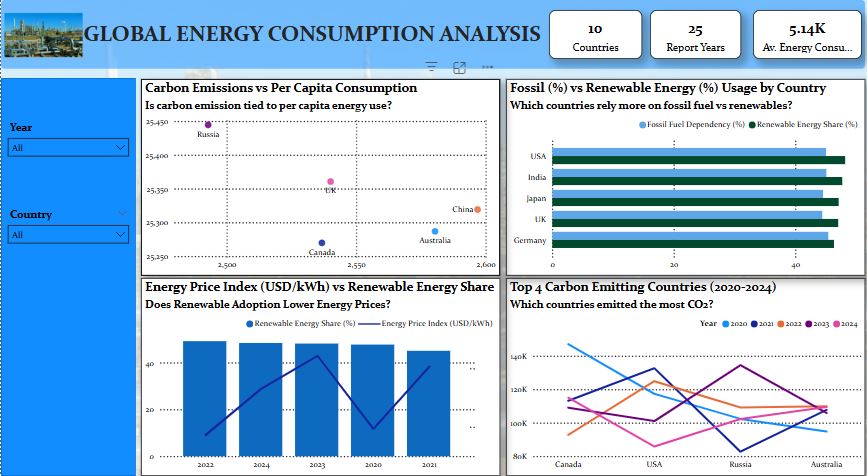 GLOBAL ENERGY CONSUMPTION ANALYSIS
10
Countries
25
Report Years
5.14K
Av. Energy Consu...
Year
All
Country
All
Carbon Emissions vs Per Capita Consumption
Is carbon emission tied to per capita energy use?
25,450
25,400
25,350
25,300
25,250
Russia
UK
China
Australia
Canada
2,500
2,550
2,600
Fossil (%) vs Renewable Energy (%) Usage by Country
Which countries rely more on fossil fuel vs renewables?
Fossil Fuel Dependency (%) Renewable Energy Share (%)
USA
India
Japan
UK
Germany
0 20 40
Energy Price Index (USD/kWh) vs Renewable Energy Share
Does Renewable Adoption Lower Energy Prices?
Renewable Energy Share (%) Energy Price Index (USD/kWh)
40
20
0
2022 2024 2023 2020 2021
Top 4 Carbon Emitting Countries (2020-2024)
Which countries emitted the most CO2?
Year 2020 2021 2022 2023 2024
140K
120K
100K
80K
Canada USA Russia Australia